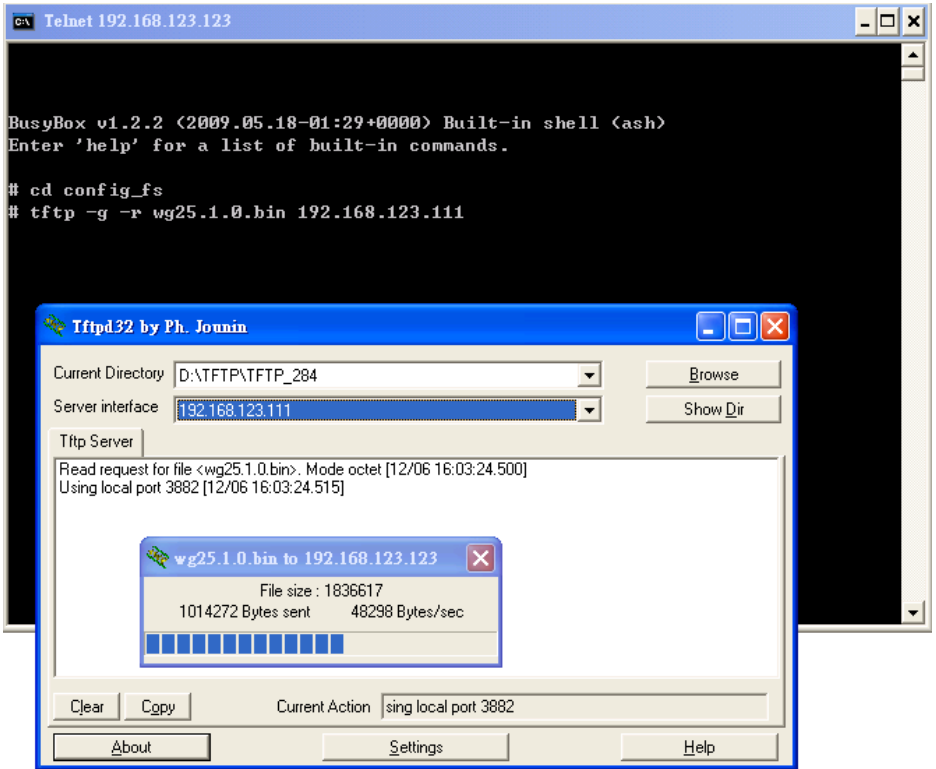 Telnet 192.168.123.123
BusyBox v1.2.2 (2009.05.18-01:29+0000) Built-in shell (ash)
Enter 'help' for a list of built-in commands.
# cd config_fs
# tftp -g -r wg25.1.0.bin 192.168.123.111
Tftpd32 by Ph. Jounin
Current Directory D:\TFTP\TFTP_284 Browse
Server interface 192.168.123.111 Show Dir
Tftp Server
Read request for file <wg25.1.0.bin>. Mode octet [12/06 16:03:24.500]
Using local port 3882 [12/06 16:03:24.515]
wg25.1.0.bin to 192.168.123.123
File size : 1836617
1014272 Bytes sent 48298 Bytes/sec
Clear Copy Current Action sing local port 3882
About Settings Help